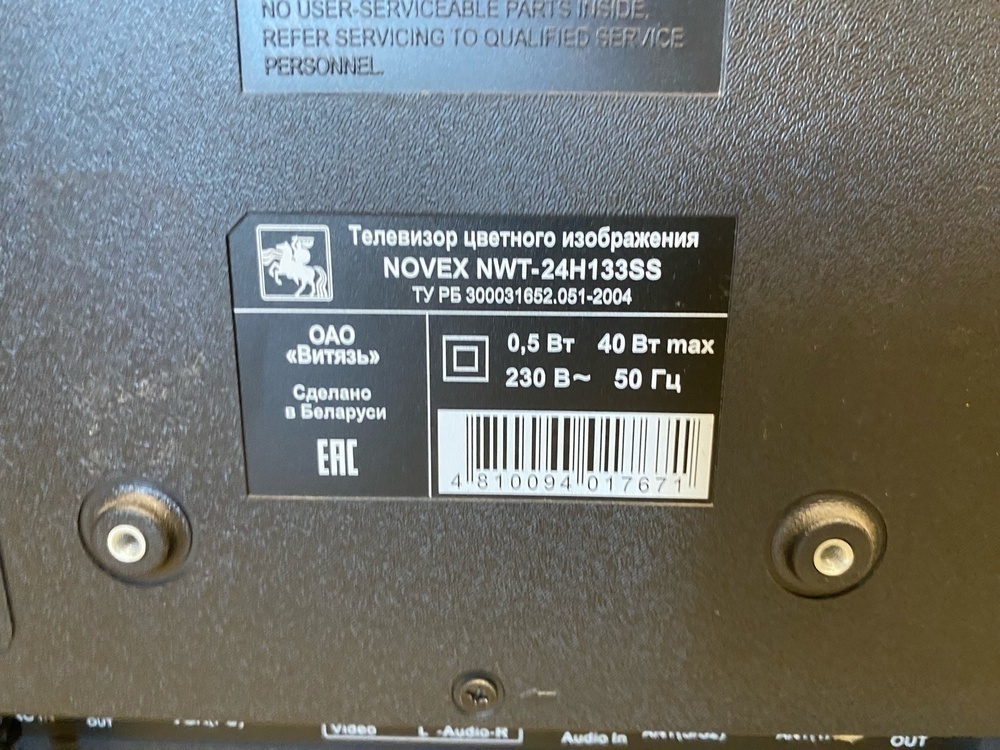 NO USER-SERVICEABLE PARTS INSIDE.
REFER SERVICING TO QUALIFIED SERVICE
PERSONNEL.
Телевизор цветного изображения
NOVEX NWT-24H133SS
ТУ РБ 300031652.051-2004
ОАО
«Витязь»
Сделано
в Беларуси
EAC
0,5 Вт 40 Вт max
230 В~ 50 Гц
4 810094 017671
OUT
Video L -Audio-R
Audio In
OUT